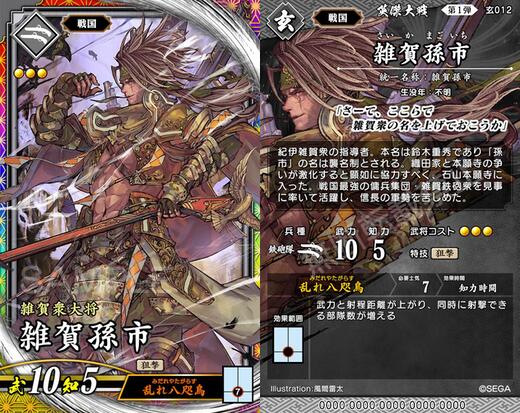 戦国
雑賀衆大将
雑賀孫市
狙撃
武10知5
みだれやたがらす
乱れ八咫烏
7
玄
戦国
英傑大戦
第1弾
玄012
さいかまごいち
雑賀孫市
統一名称：雑賀孫市
生没年：不明
「さーて、ここらで
雑賀衆の名を上げておこうか」
紀伊雑賀衆の指導者。本名は鈴木重秀であり「孫
市」の名は襲名制とされる。織田家と本願寺の争
いが激化すると顕如に協力すべく、石山本願寺に
入った。戦国最強の傭兵集団・雑賀鉄砲衆を見事
に率いて活躍し、信長の軍勢を苦しめた。
兵種 武力 知力 武将コスト
鉄砲隊 10 5 特技 狙撃
みだれやたがらす 必要士気 効果時間
乱れ八咫烏 7 知力時間
効果範囲
武力と射程距離が上がり、同時に射撃でき
る部隊数が増える
Illustration:風間雷太
©SEGA
0000 0000 0000 0000 0000